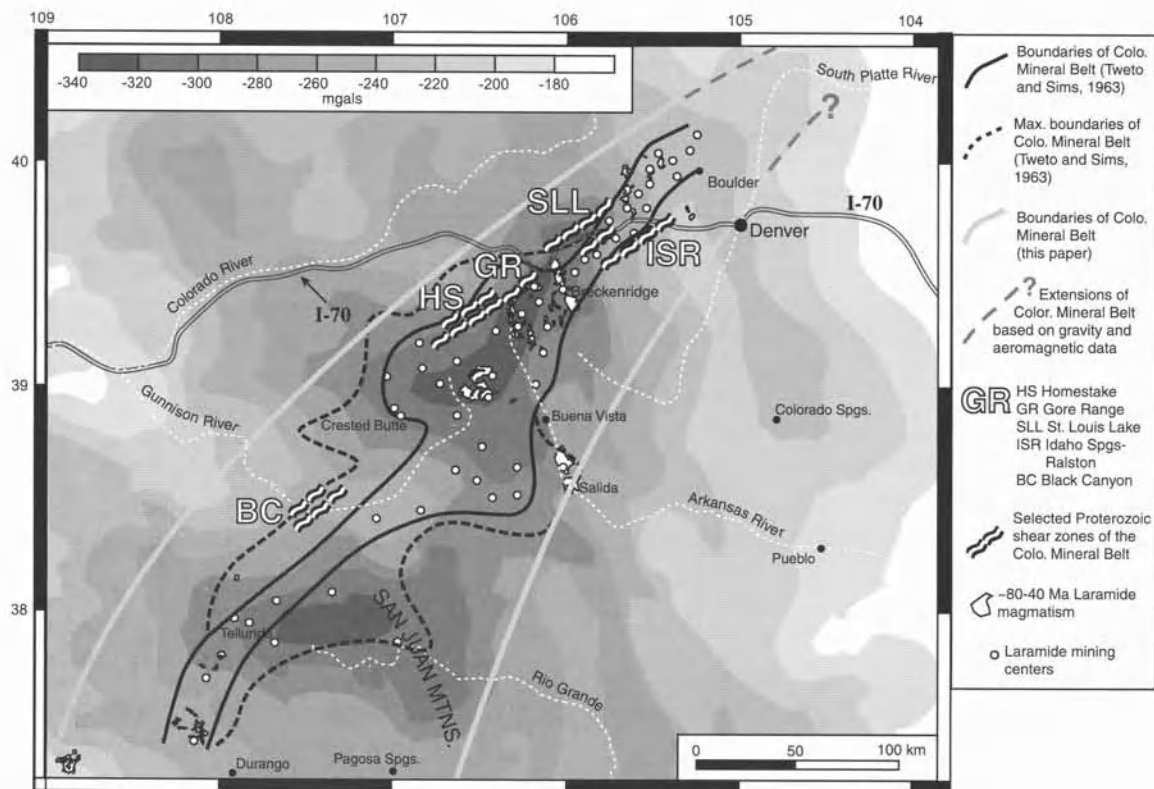 109
108
107
106
105
104
-340
-320
-300
-280
-260
-240
-220
-200
-180
mgals
40
39
38
South Platte River
?
Boulder
I-70
Denver
SLL
ISR
GR
HS
Breckenridge
Colorado River
I-70
Gunnison River
Crested Butte
Buena Vista
Colorado Spgs.
BC
Salida
Arkansas River
Pueblo
Telluride
SAN JUAN MTNS.
Rio Grande
Durango
Pagosa Spgs.
0
50
100 km
Boundaries of Colo.
Mineral Belt (Tweto
and Sims, 1963)
Max. boundaries of
Colo. Mineral Belt
(Tweto and Sims,
1963)
Boundaries of Colo.
Mineral Belt
(this paper)
?
Extensions of
Color. Mineral Belt
based on gravity and
aeromagnetic data
GR
HS Homestake
GR Gore Range
SLL St. Louis Lake
ISR Idaho Spgs-
Ralston
BC Black Canyon
Selected Proterozoic
shear zones of the
Colo. Mineral Belt
~80-40 Ma Laramide
magmatism
Laramide mining
centers